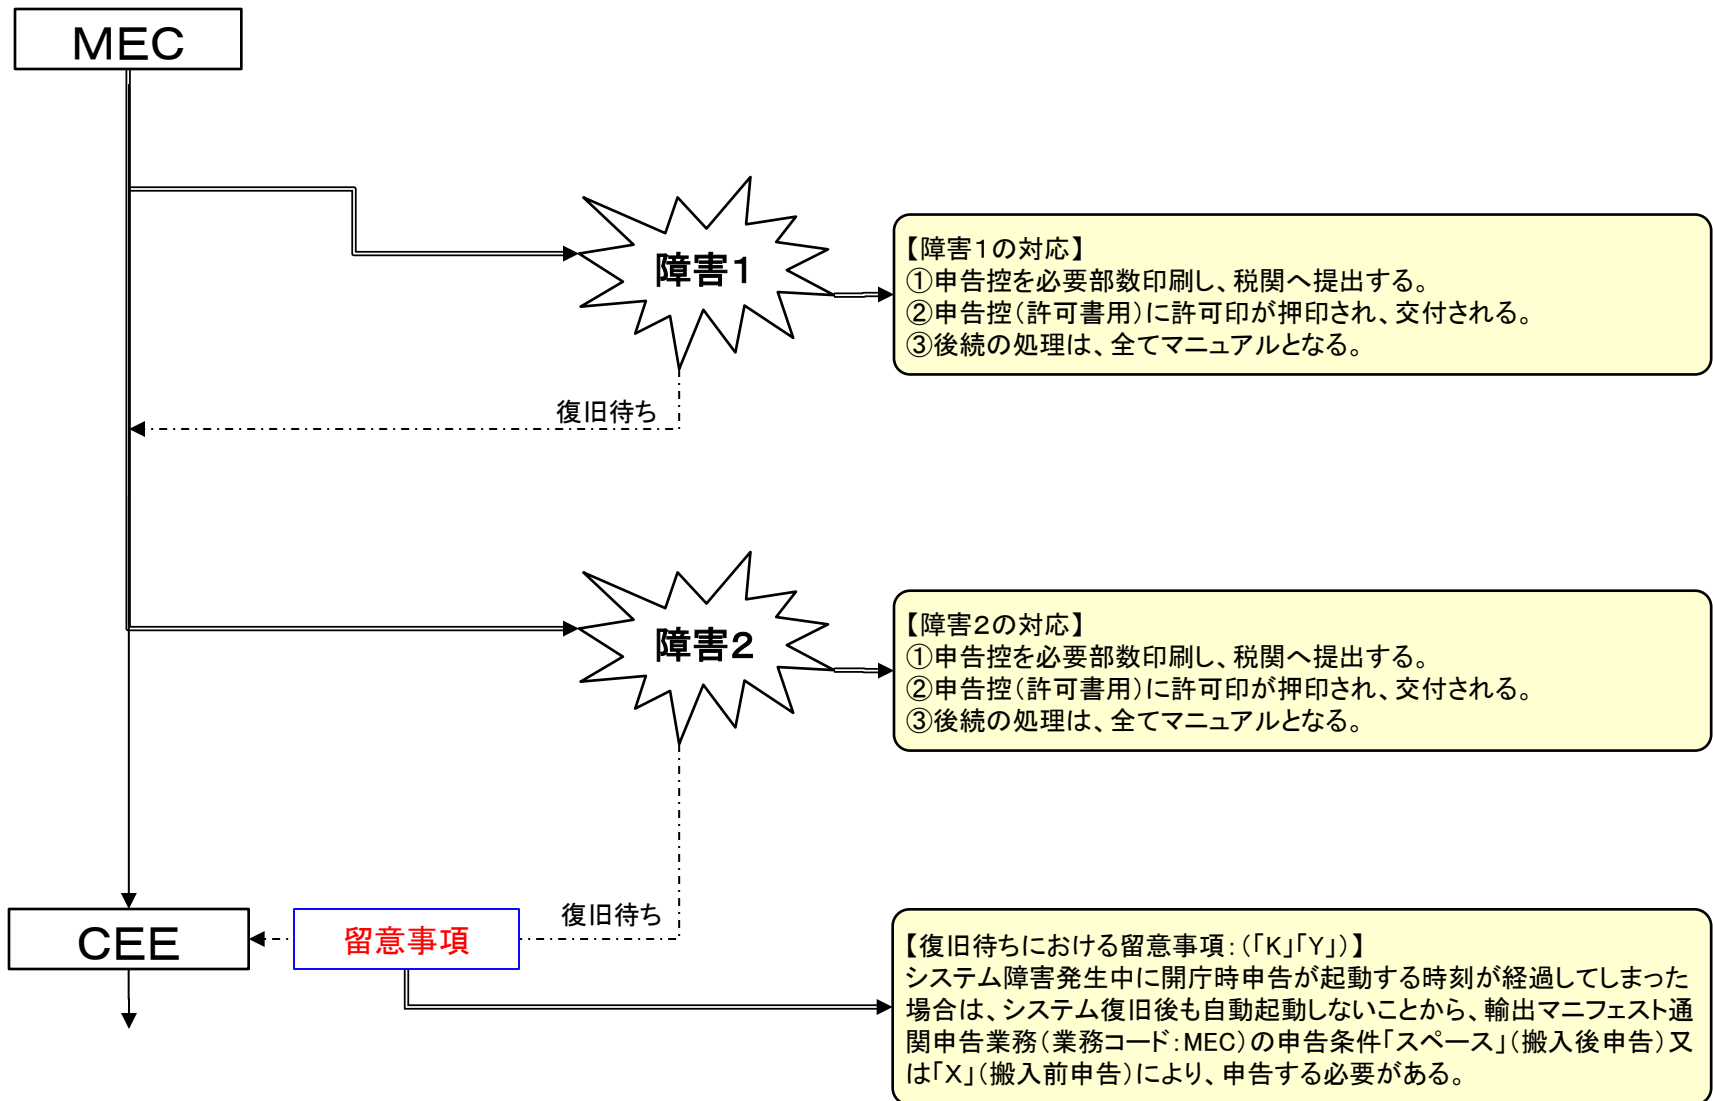 MEC
障害１
【障害１の対応】
①申告控を必要部数印刷し、税関へ提出する。
②申告控（許可書用）に許可印が押印され、交付される。
③後続の処理は、全てマニュアルとなる。
復旧待ち
障害２
【障害２の対応】
①申告控を必要部数印刷し、税関へ提出する。
②申告控（許可書用）に許可印が押印され、交付される。
③後続の処理は、全てマニュアルとなる。
復旧待ち
CEE
留意事項
【復旧待ちにおける留意事項：（「K」「Y」）】
システム障害発生中に開庁時申告が起動する時刻が経過してしまった
場合は、システム復旧後も自動起動しないことから、輸出マニフェスト通
関申告業務（業務コード：MEC）の申告条件「スペース」（搬入後申告）又
は「X」（搬入前申告）により、申告する必要がある。